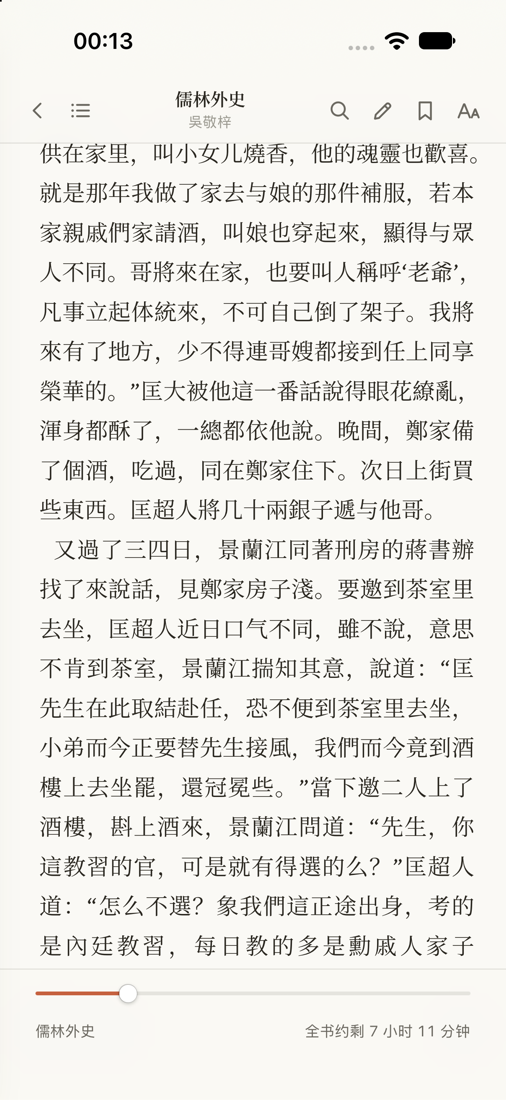 00:13
儒林外史
吳敬梓
AA
供在家里，叫小女儿燒香，他的魂靈也歡喜。
就是那年我做了家去与娘的那件補服，若本
家親戚們家請酒，叫娘也穿起來，顯得与眾
人不同。哥將來在家，也要叫人稱呼‘老爺’，
凡事立起体統來，不可自己倒了架子。我將
來有了地方，少不得連哥嫂都接到任上同享
榮華的。”匡大被他這一番話說得眼花繚亂，
渾身都酥了，一總都依他說。晚間，鄭家備
了個酒，吃過，同在鄭家住下。次日上街買
些東西。匡超人將几十兩銀子遞与他哥。
又過了三四日，景蘭江同著刑房的蔣書辦
找了來說話，見鄭家房子淺。要邀到茶室里
去坐，匡超人近日口气不同，雖不說，意思
不肯到茶室，景蘭江揣知其意，說道：“匡
先生在此取結赴任，恐不便到茶室里去坐，
小弟而今正要替先生接風，我們而今竟到酒
樓上去坐罷，還冠冕些。”當下邀二人上了
酒樓，斟上酒來，景蘭江問道：“先生，你
這教習的官，可是就有得選的么？”匡超人
道：“怎么不選？象我們這正途出身，考的
是內廷教習，每日教的多是勳戚人家子
儒林外史
全书约剩 7 小时 11 分钟